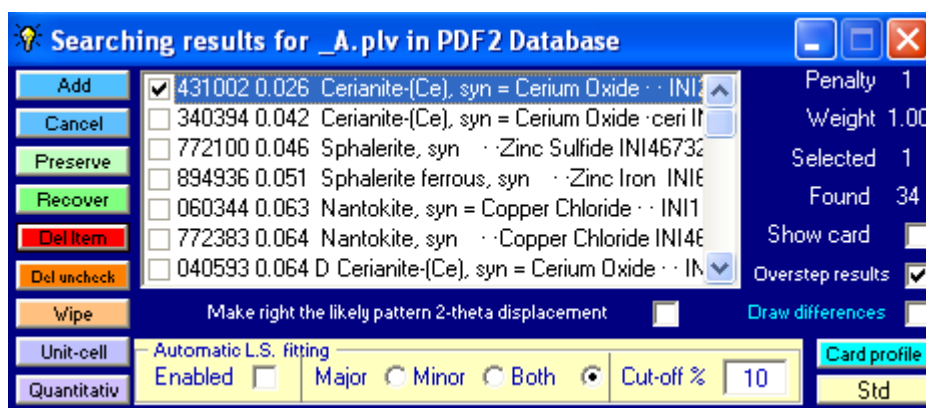 Searching results for _A.plv in PDF2 Database
Add
Cancel
Preserve
Recover
Del Item
Del uncheck
Wipe
Unit-cell
Quantitativ
431002 0.026 Cerianite-(Ce), syn = Cerium Oxide · · INI2
340394 0.042 Cerianite-(Ce), syn = Cerium Oxide ·ceri IN
772100 0.046 Sphalerite, syn · ·Zinc Sulfide INI46732
894936 0.051 Sphalerite ferrous, syn · ·Zinc Iron INI6
060344 0.063 Nantokite, syn = Copper Chloride · · INI1
772383 0.064 Nantokite, syn · ·Copper Chloride INI46
040593 0.064 D Cerianite-(Ce), syn = Cerium Oxide · · IN
Make right the likely pattern 2-theta displacement
Automatic L.S. fitting
Enabled Major Minor Both Cut-off % 10
Penalty 1
Weight 1.00
Selected 1
Found 34
Show card
Overstep results
Draw differences
Card profile
Std